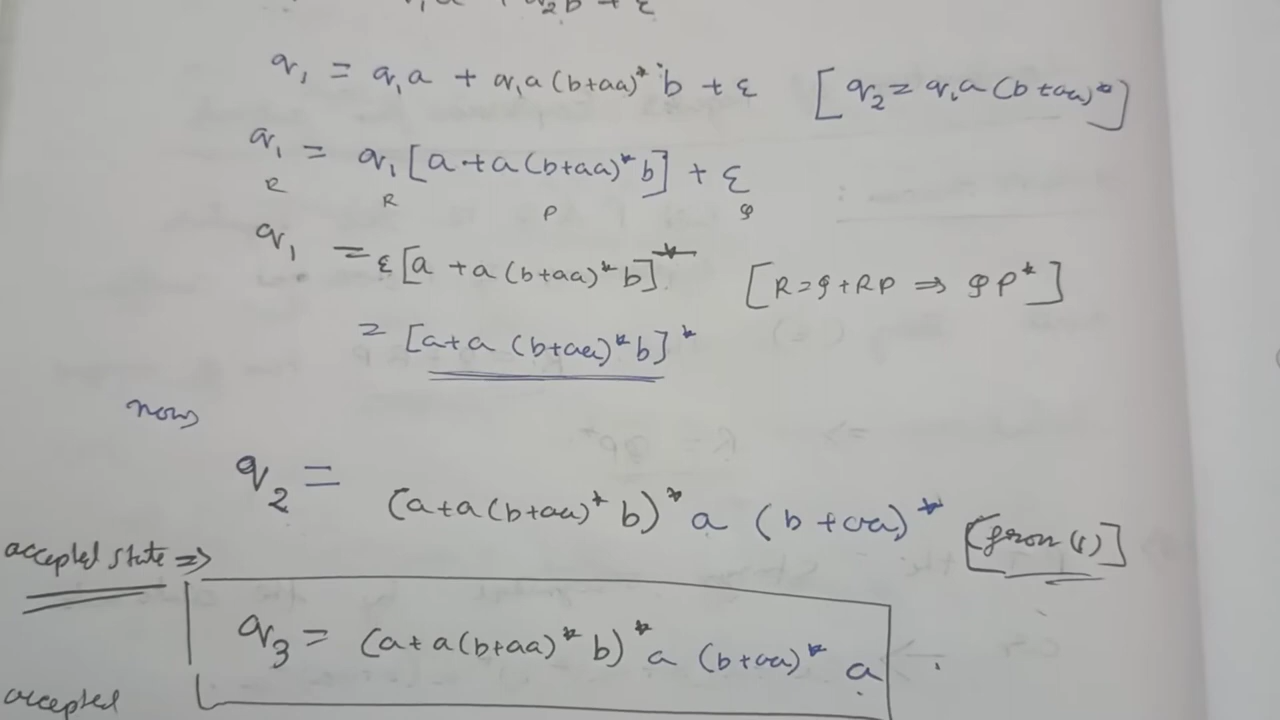 q₁ = q₁a + q₁a (b+aa)* b + ε [q₂ = q₁a (b+aa)*]
q₁ = q₁ [a+a (b+aa)* b] + ε
R R P Q
q₁ = ε [a + a (b+aa)* b]* [R = Q + RP ⇒ QP*]
= [a+a (b+aa)* b]*
now
q₂ = (a+a (b+aa)* b)* a (b+aa)* [from (1)]
accepted state ⇒
q₃ = (a+a (b+aa)* b)* a (b+aa)* a
accepted